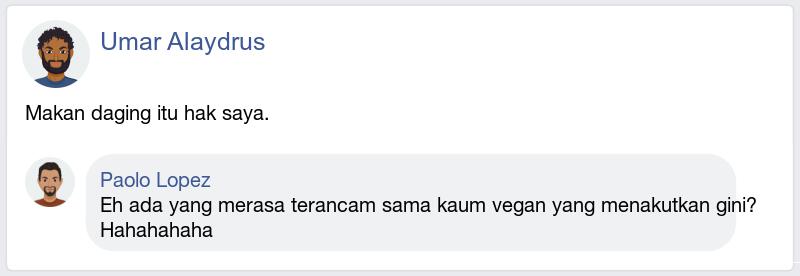 Umar Alaydrus
Makan daging itu hak saya.
Paolo Lopez
Eh ada yang merasa terancam sama kaum vegan yang menakutkan gini?
Hahahahaha